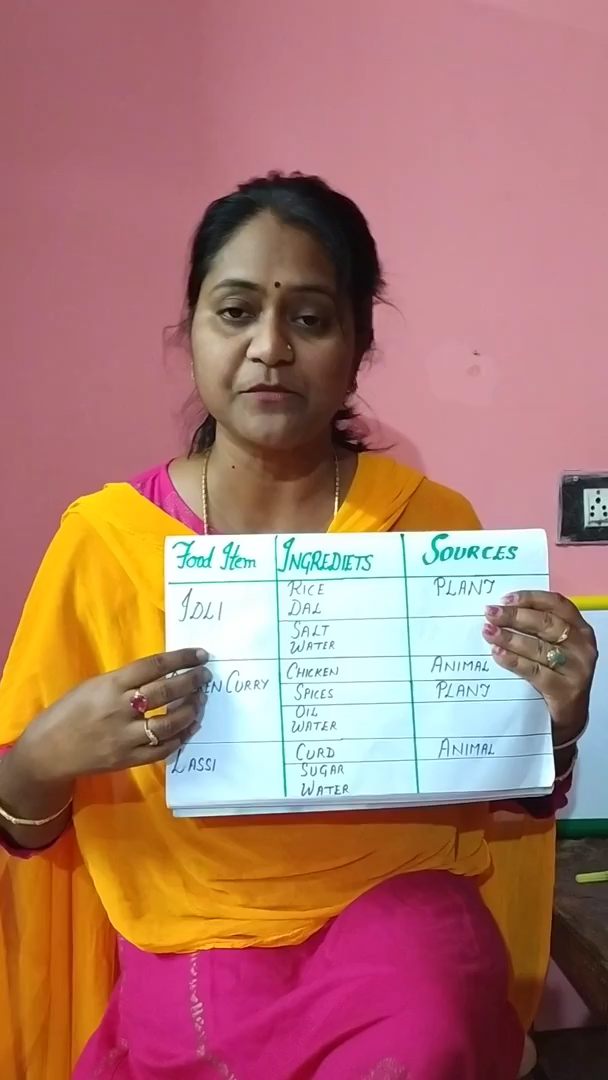 Food Item INGREDIETS SOURCES
IDLI RICE PLANT
DAL
SALT
WATER
CURRY CHICKEN ANIMAL
SPICES PLANT
OIL
WATER
LASSI CURD ANIMAL
SUGAR
WATER